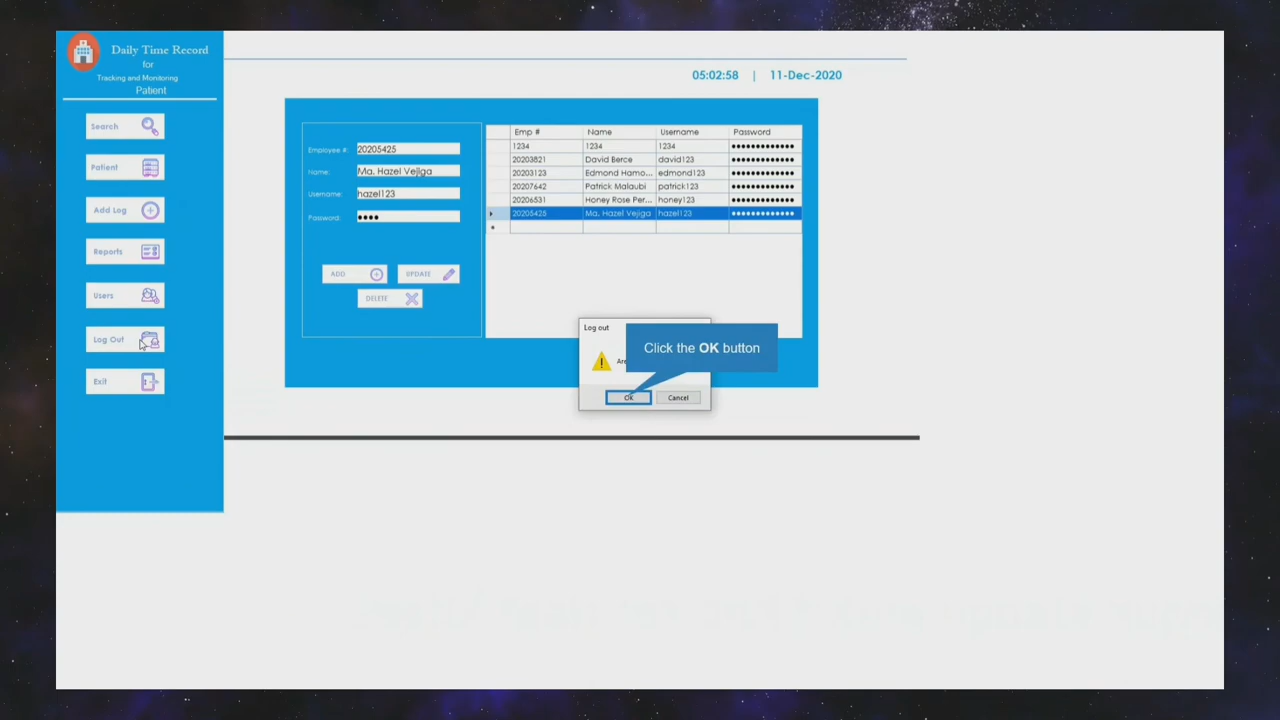 Daily Time Record
for
Tracking and Monitoring
Patient
05:02:58 | 11-Dec-2020
Search
Patient
Add Log
Reports
Users
Log Out
Exit
Employee #: 20205425
Name: Ma. Hazel Vejiga
Username: hazel123
Password: ••••
ADD
UPDATE
DELETE
Emp # Name Username Password
1234 1234 1234 •••••••••••••
20203821 David Berce david123 •••••••••••••
20203123 Edmond Hamo... edmond123 •••••••••••••
20207642 Patrick Malaubi patrick123 •••••••••••••
20206531 Honey Rose Per... honey123 •••••••••••••
20205425 Ma. Hazel Vejiga hazel123 •••••••••••••
Log out
Click the OK button
OK Cancel